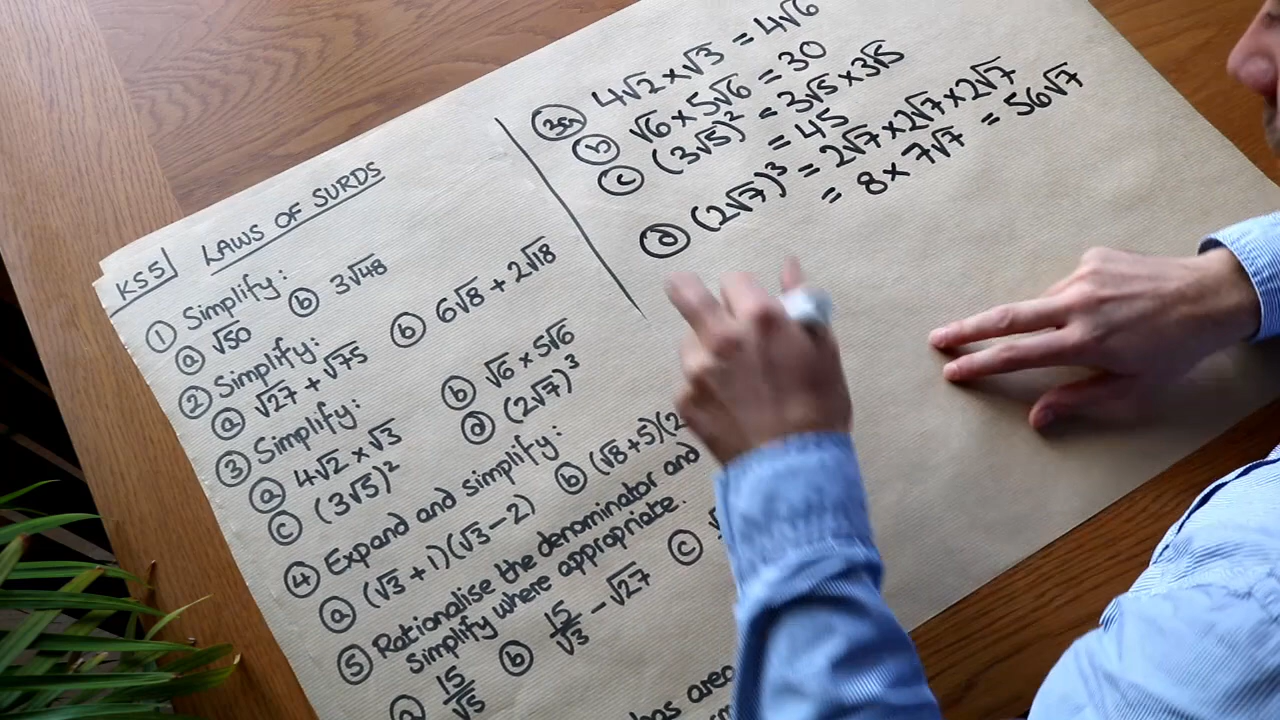 KS5 LAWS OF SURDS
① Simplify:
ⓐ √50 ⓑ 3√48
② Simplify:
ⓐ √27 + √75 ⓑ 6√8 + 2√18
③ Simplify:
ⓐ 4√2 × √3 ⓑ √6 × 5√6
ⓒ (3√5)² ⓓ (2√7)³
④ Expand and simplify:
ⓐ (√3 + 1)(√3 − 2) ⓑ (√8 + 5)(2
⑤ Rationalise the denominator and
simplify where appropriate.
ⓐ 15/√5 ⓑ 15/√3 − √27 ⓒ
has area
3a 4√2 × √3 = 4√6
ⓑ √6 × 5√6 = 30
ⓒ (3√5)² = 3√5 × 3√5
= 45
ⓓ (2√7)³ = 2√7 × 2√7 × 2√7
= 8 × 7√7 = 56√7